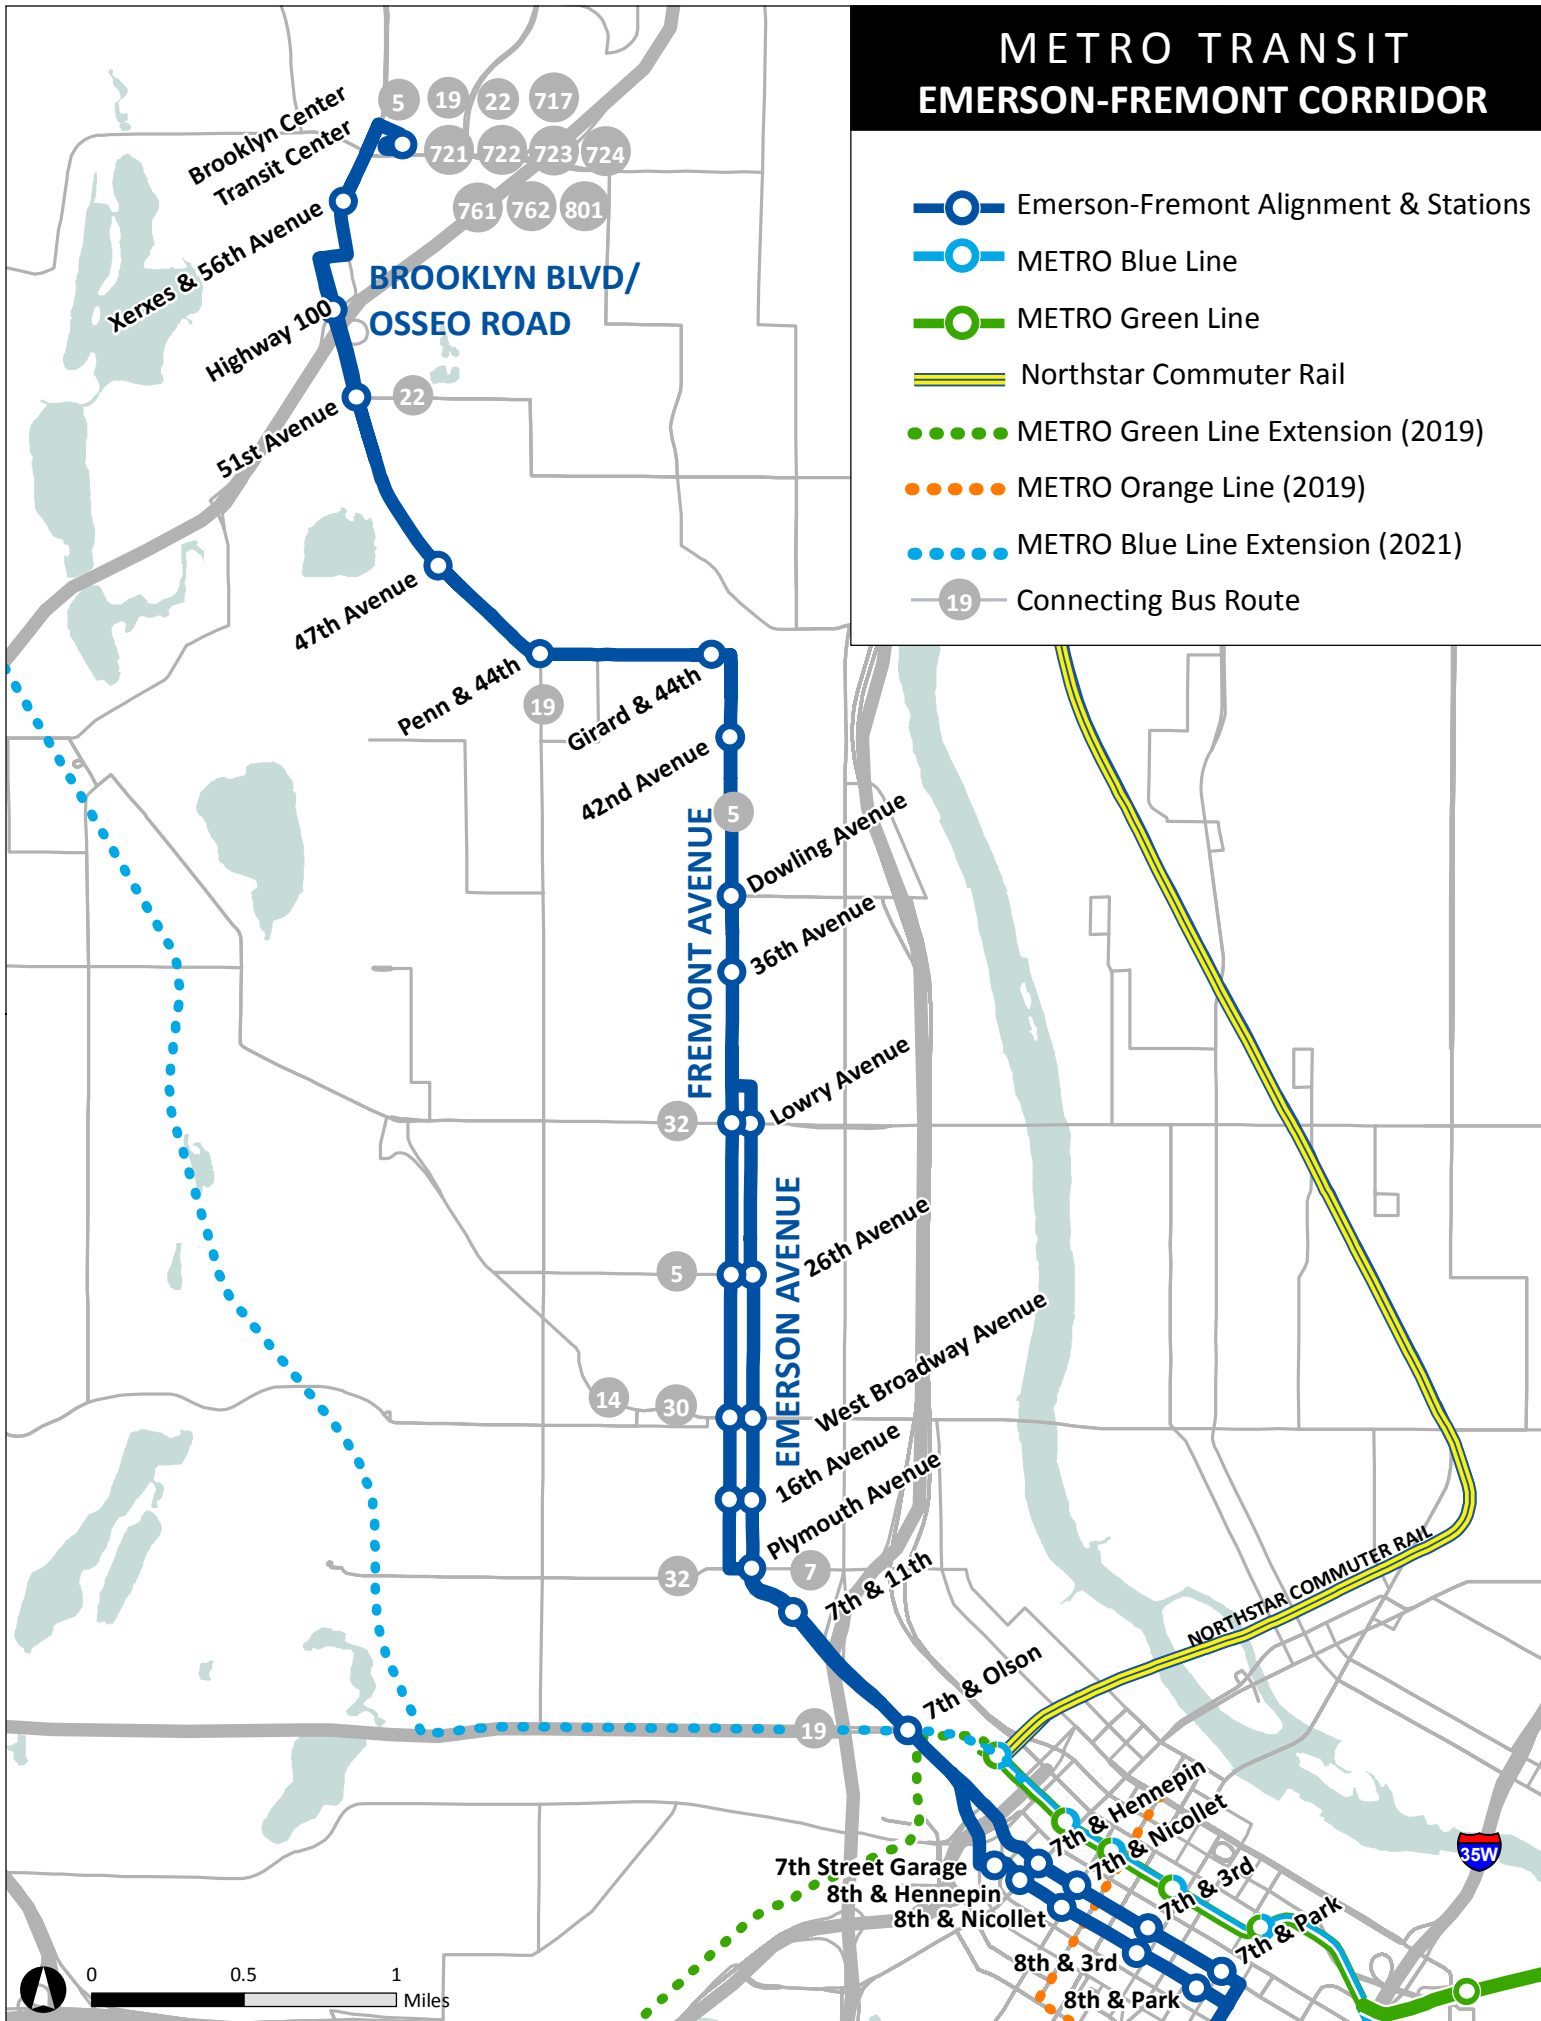 METRO TRANSIT
EMERSON-FREMONT CORRIDOR
Emerson-Fremont Alignment & Stations
METRO Blue Line
METRO Green Line
Northstar Commuter Rail
METRO Green Line Extension (2019)
METRO Orange Line (2019)
METRO Blue Line Extension (2021)
19 Connecting Bus Route
5 19 22 717
Brooklyn Center
Transit Center
721 722 723 724
761 762 801
Xerxes & 56th Avenue
BROOKLYN BLVD/
OSSEO ROAD
Highway 100
22
51st Avenue
47th Avenue
Penn & 44th
19
Girard & 44th
42nd Avenue
5
FREMONT AVENUE
Dowling Avenue
36th Avenue
Lowry Avenue
32
EMERSON AVENUE
26th Avenue
5
West Broadway Avenue
14
30
16th Avenue
Plymouth Avenue
32
7
7th & 11th
NORTHSTAR COMMUTER RAIL
7th & Olson
19
7th & Hennepin
7th & Nicollet
35W
7th Street Garage
8th & Hennepin
8th & Nicollet
7th & 3rd
7th & Park
8th & 3rd
8th & Park
0 0.5 1
Miles